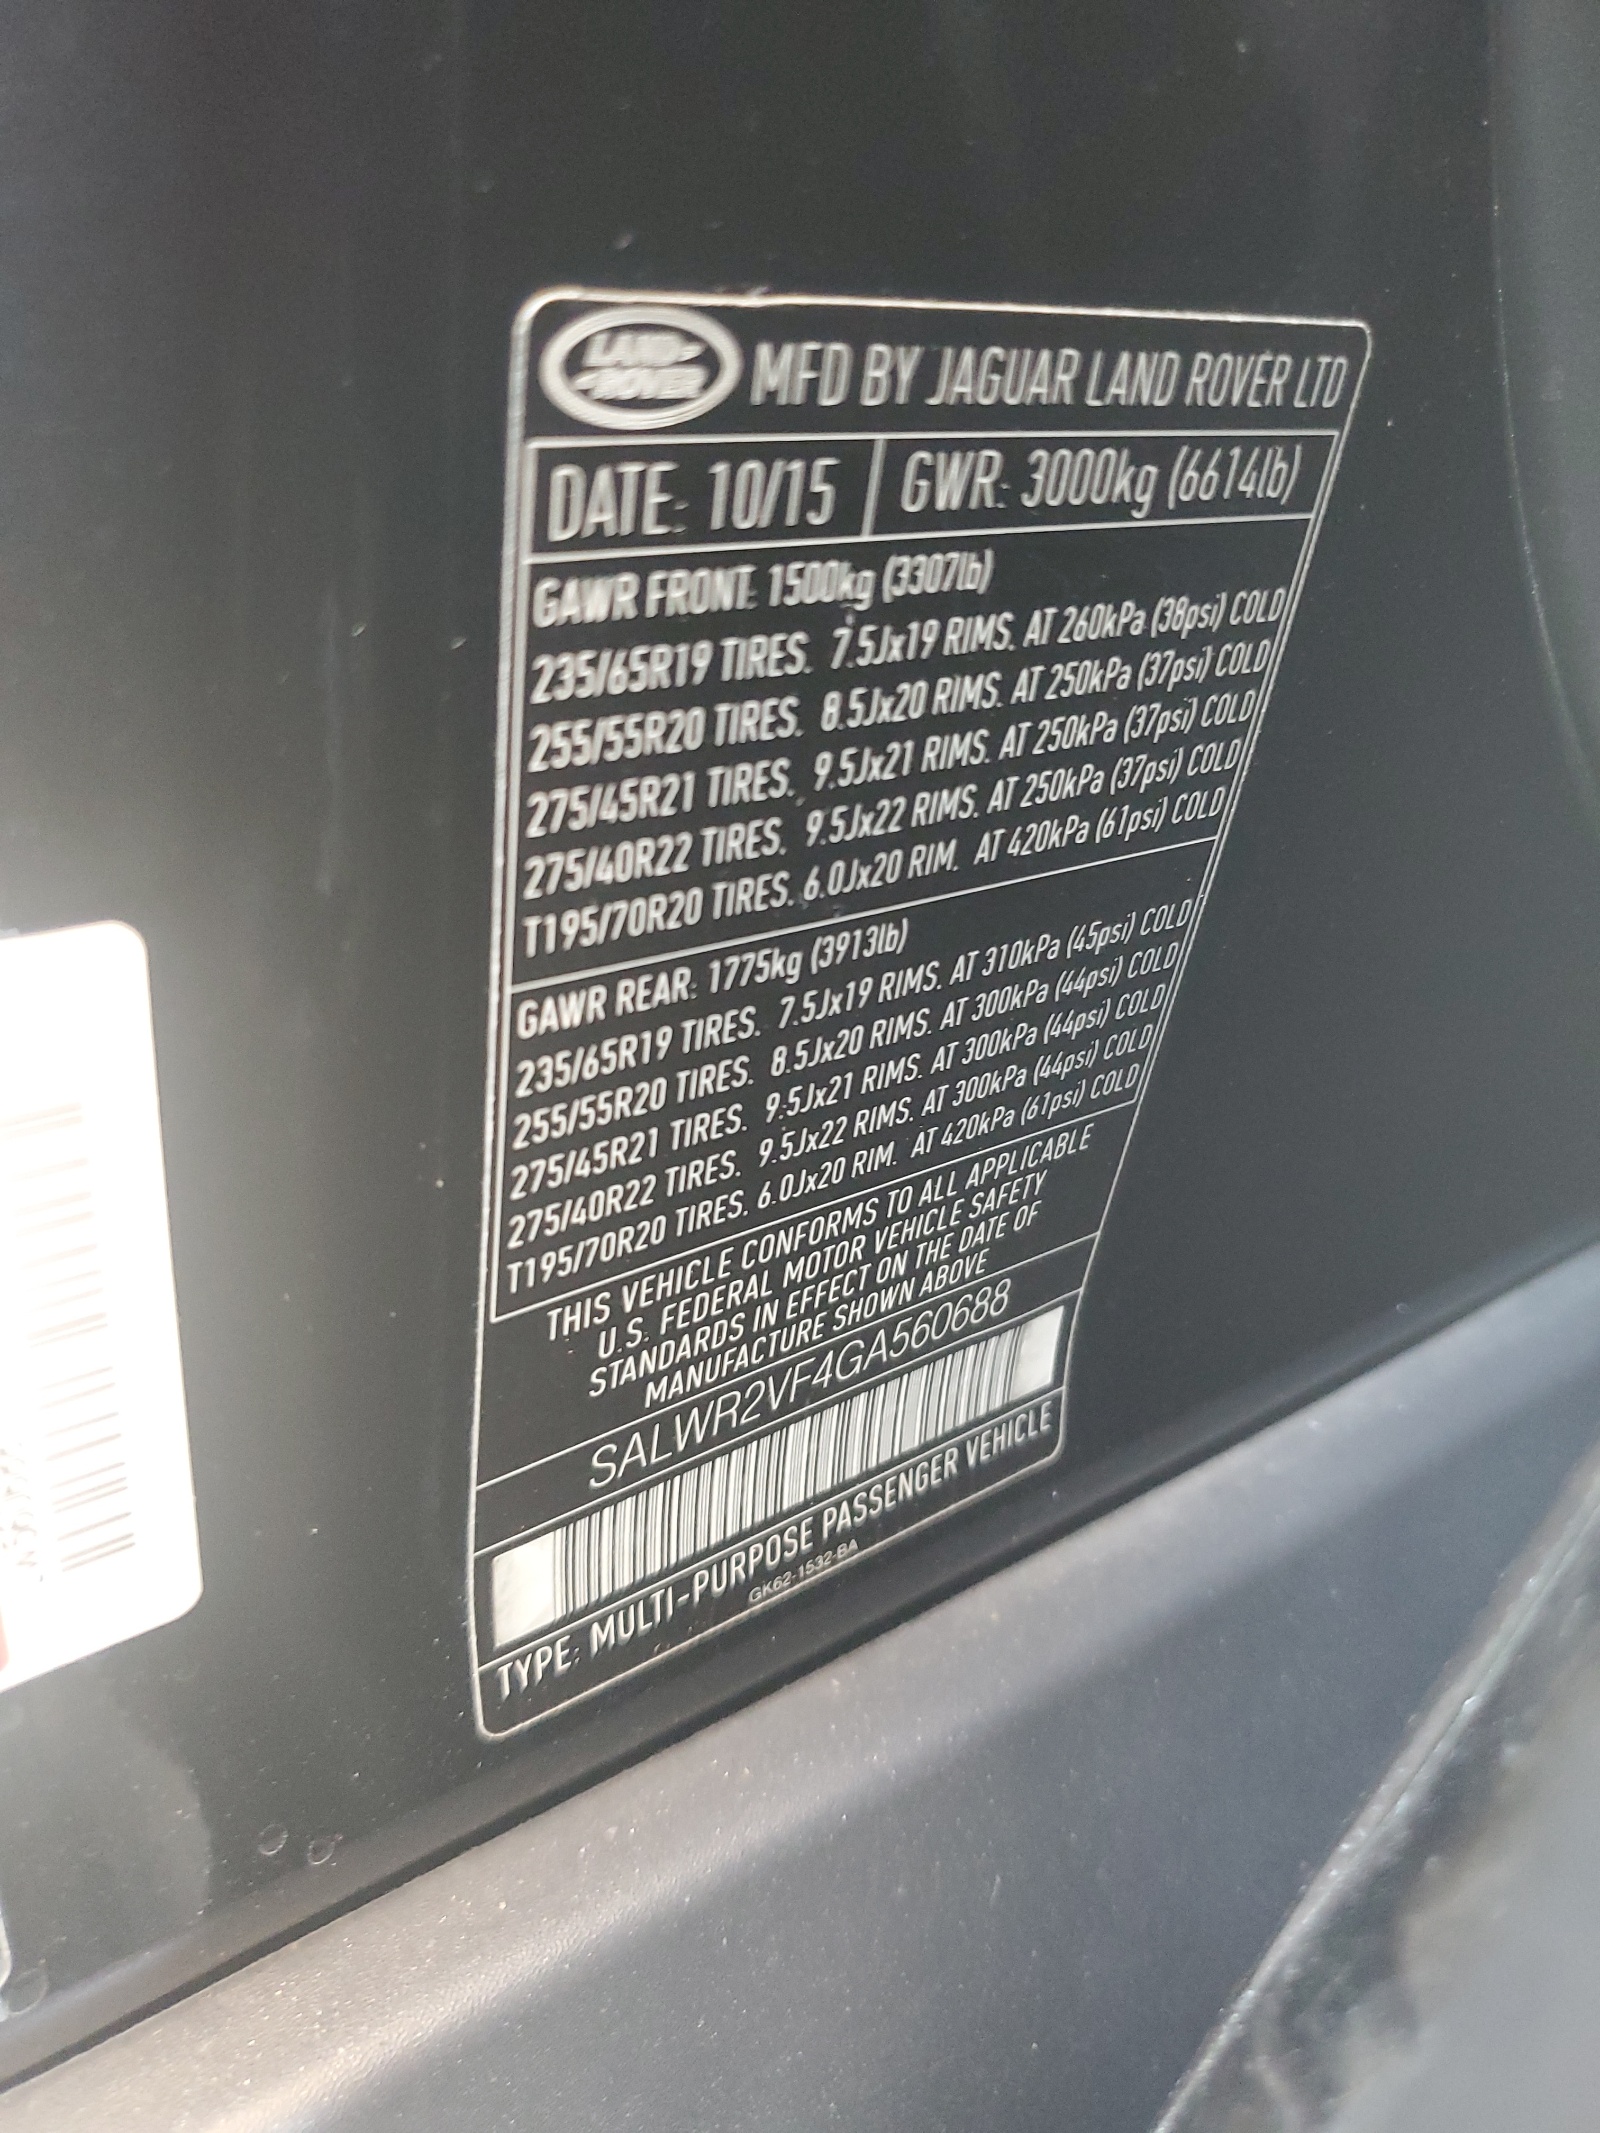 LAND-
-ROVER
MFD BY JAGUAR LAND ROVER LTD
DATE: 10/15 GWR: 3000kg (6614lb)
GAWR FRONT: 1500kg (3307lb)
235/65R19 TIRES. 7.5Jx19 RIMS. AT 260kPa (38psi) COLD
255/55R20 TIRES. 8.5Jx20 RIMS. AT 250kPa (37psi) COLD
275/45R21 TIRES. 9.5Jx21 RIMS. AT 250kPa (37psi) COLD
275/40R22 TIRES. 9.5Jx22 RIMS. AT 250kPa (37psi) COLD
T195/70R20 TIRES. 6.0Jx20 RIM. AT 420kPa (61psi) COLD
GAWR REAR: 1775kg (3913lb)
235/65R19 TIRES. 7.5Jx19 RIMS. AT 310kPa (45psi) COLD
255/55R20 TIRES. 8.5Jx20 RIMS. AT 300kPa (44psi) COLD
275/45R21 TIRES. 9.5Jx21 RIMS. AT 300kPa (44psi) COLD
275/40R22 TIRES. 9.5Jx22 RIMS. AT 300kPa (44psi) COLD
T195/70R20 TIRES. 6.0Jx20 RIM. AT 420kPa (61psi) COLD
THIS VEHICLE CONFORMS TO ALL APPLICABLE
U.S. FEDERAL MOTOR VEHICLE SAFETY
STANDARDS IN EFFECT ON THE DATE OF
MANUFACTURE SHOWN ABOVE
SALWR2VF4GA560688
TYPE: MULTI-PURPOSE PASSENGER VEHICLE
GK62-1532-BA